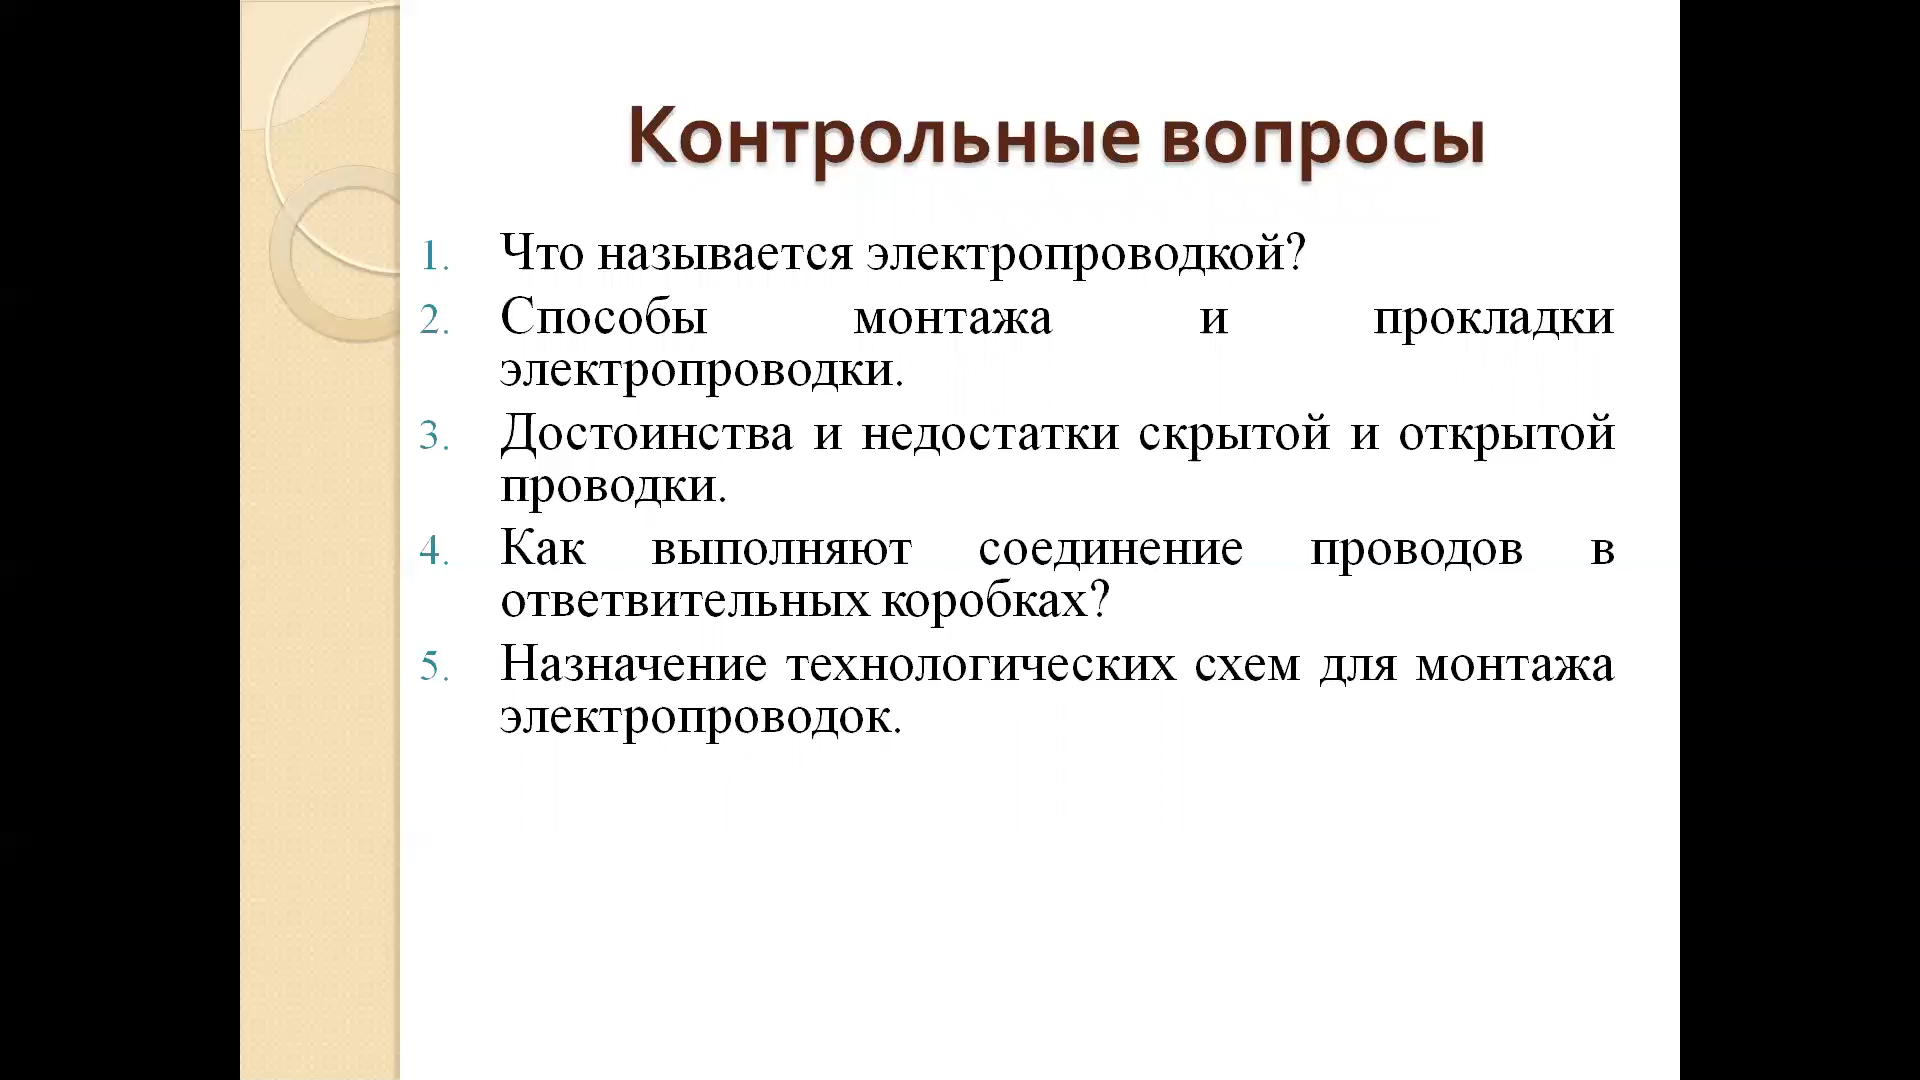 Контрольные вопросы
1. Что называется электропроводкой?
2. Способы монтажа и прокладки
электропроводки.
3. Достоинства и недостатки скрытой и открытой
проводки.
4. Как выполняют соединение проводов в
ответвительных коробках?
5. Назначение технологических схем для монтажа
электропроводок.